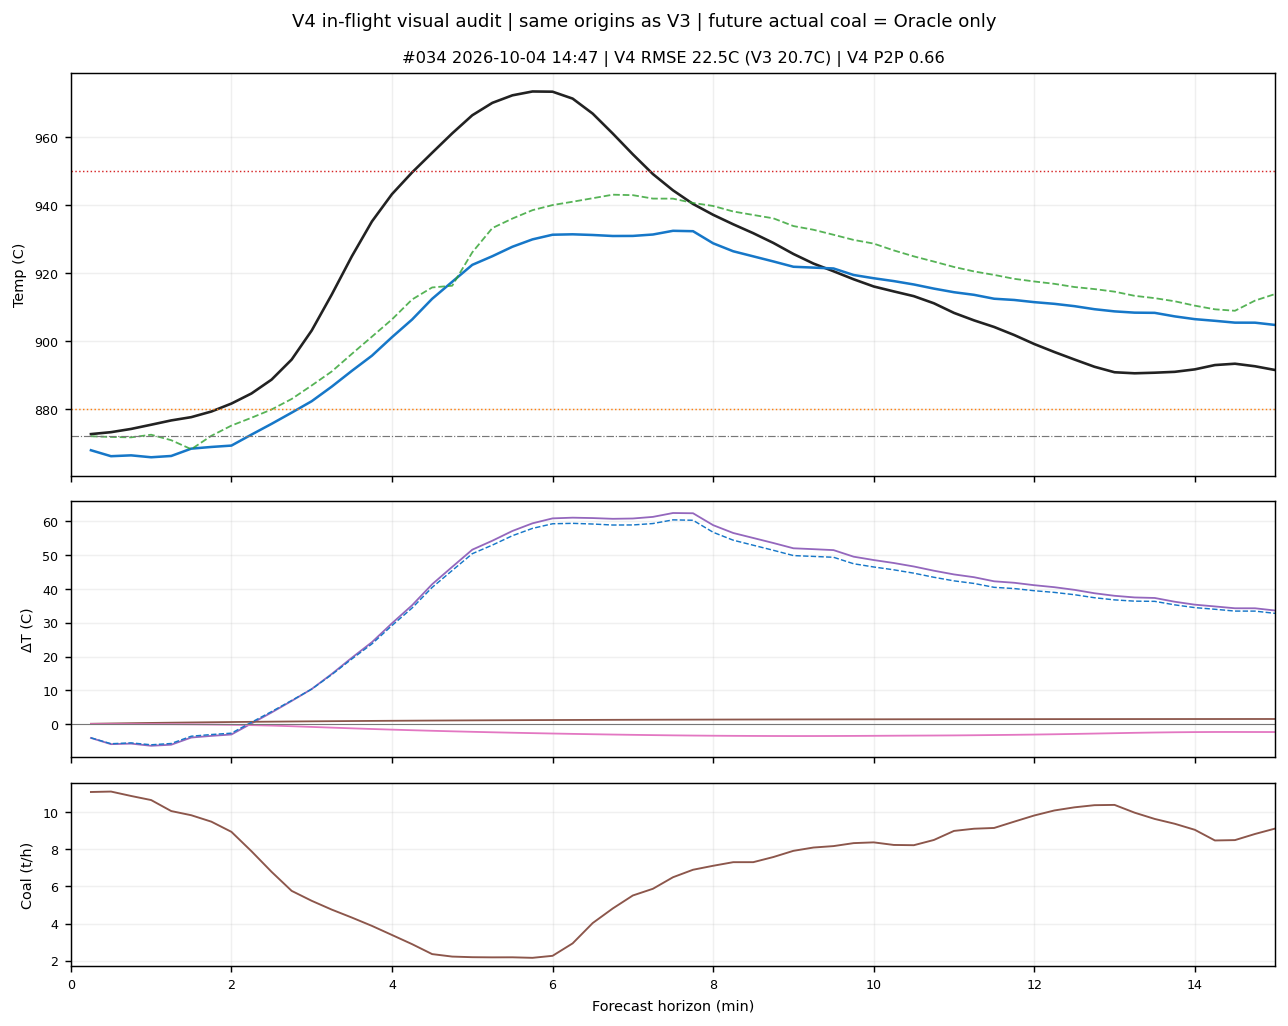 V4 in-flight visual audit | same origins as V3 | future actual coal = Oracle only
#034 2026-10-04 14:47 | V4 RMSE 22.5C (V3 20.7C) | V4 P2P 0.66
Temp (C)
960
940
920
900
880
ΔT (C)
60
50
40
30
20
10
0
Coal (t/h)
10
8
6
4
2
0 2 4 6 8 10 12 14
Forecast horizon (min)